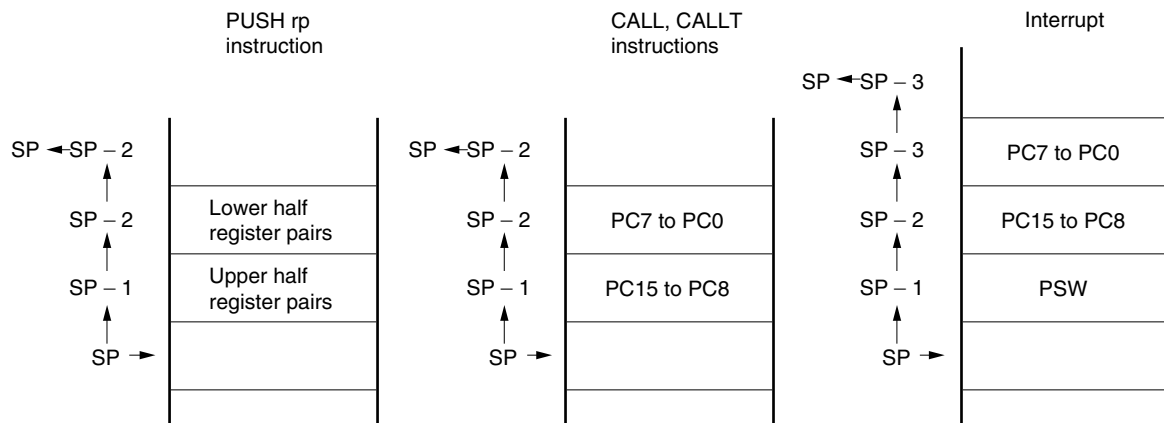 PUSH rp
instruction
SP
SP – 2
SP – 2
Lower half
register pairs
SP – 1
Upper half
register pairs
SP
CALL, CALLT
instructions
SP
SP – 2
SP – 2
PC7 to PC0
SP – 1
PC15 to PC8
SP
Interrupt
SP
SP – 3
SP – 3
PC7 to PC0
SP – 2
PC15 to PC8
SP – 1
PSW
SP